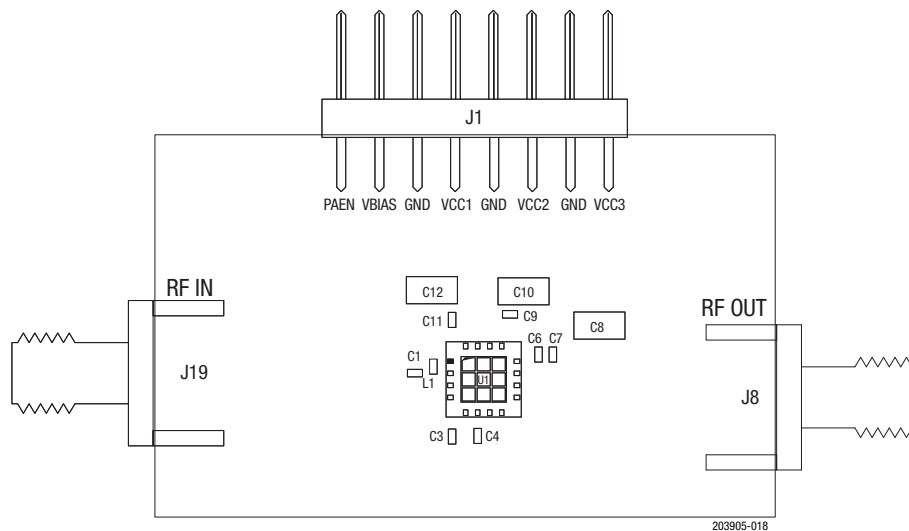 J1
PAEN VBIAS GND VCC1 GND VCC2 GND VCC3
RF IN
C12
C10
C11
C9
C8
RF OUT
C6 C7
C1
L1
U1
J19
J8
C3
C4
203905-018